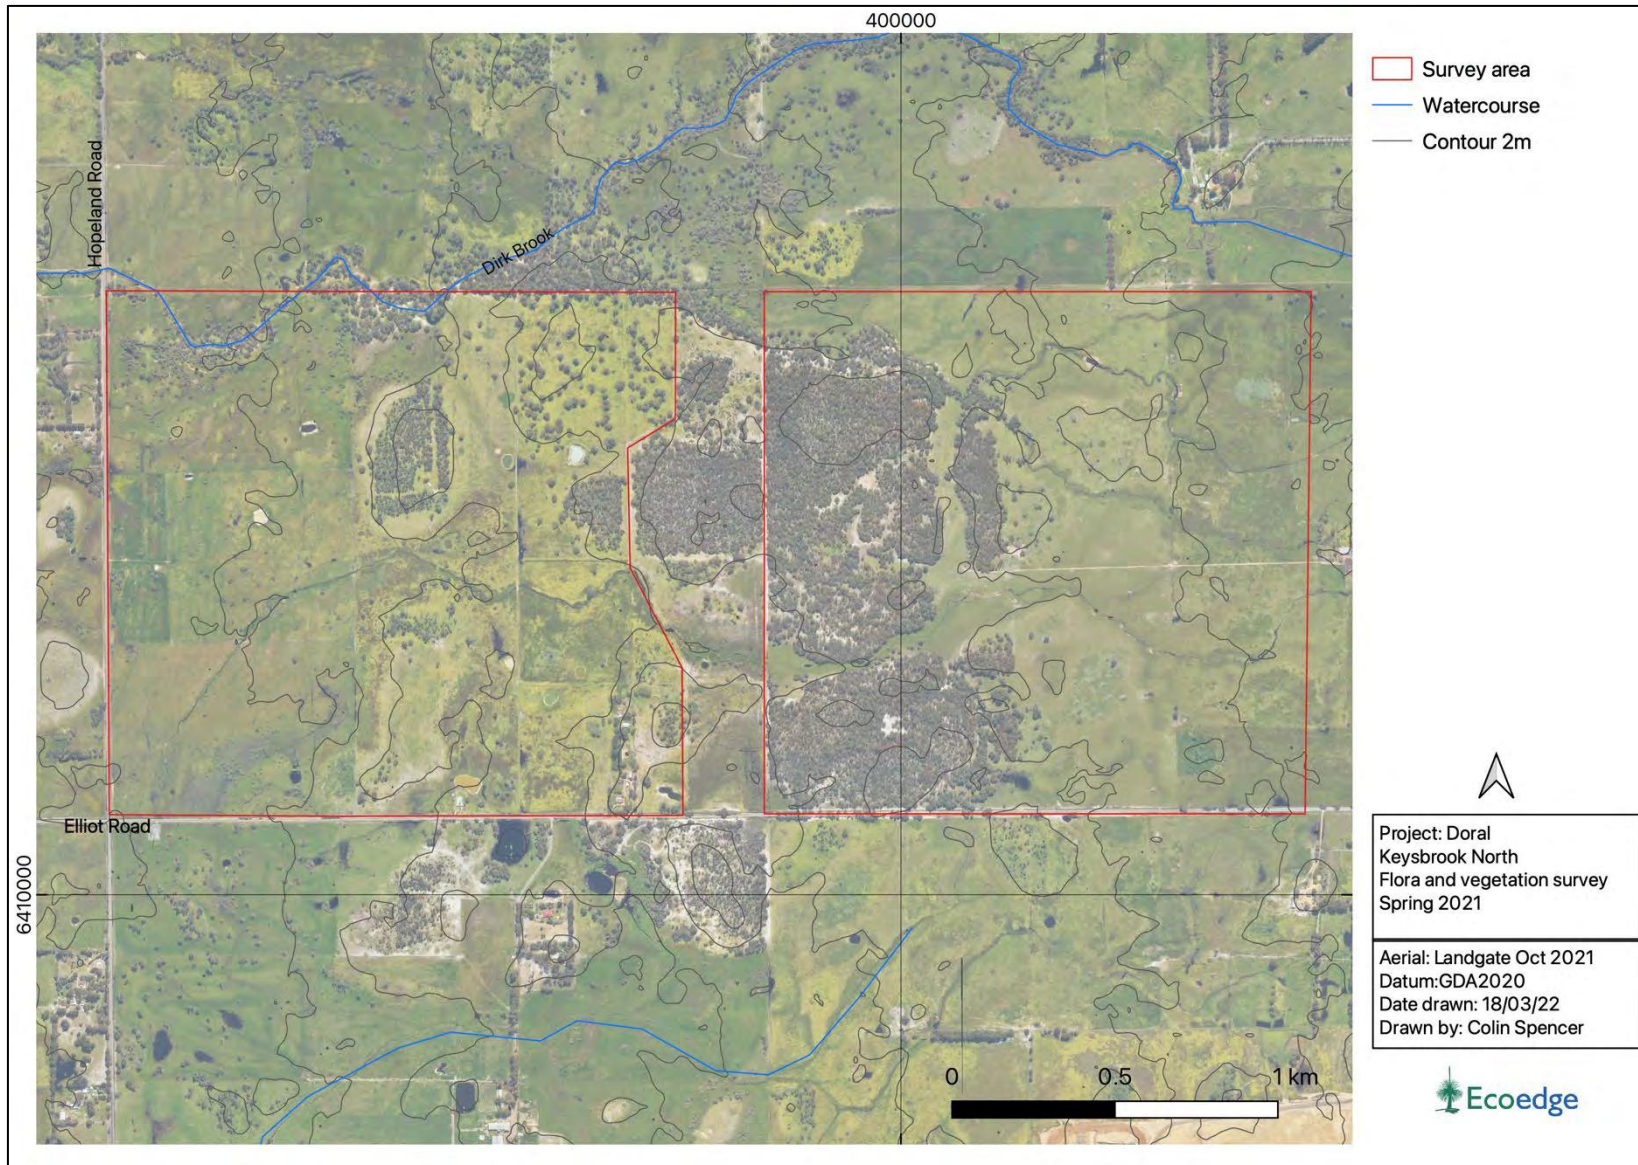 400000
Survey area
Watercourse
Contour 2m
Hopeland Road
Dirk Brook
Elliot Road
6410000
Project: Doral
Keysbrook North
Flora and vegetation survey
Spring 2021
Aerial: Landgate Oct 2021
Datum:GDA2020
Date drawn: 18/03/22
Drawn by: Colin Spencer
0 0.5 1 km
Ecoedge